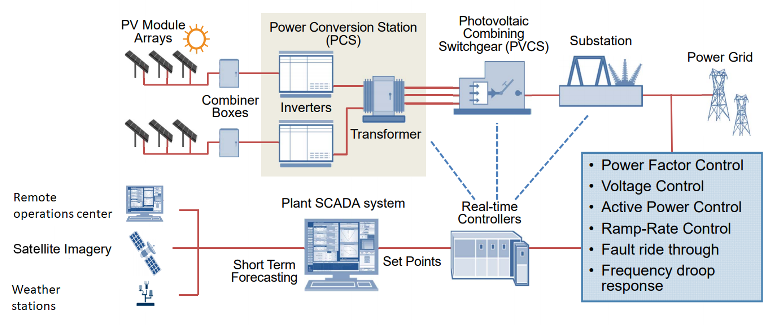 PV Module
Arrays
Power Conversion Station
(PCS)
Photovoltaic
Combining
Switchgear (PVCS)
Substation
Power Grid
Combiner
Boxes
Inverters
Transformer
Remote
operations center
Satellite Imagery
Weather
stations
Short Term
Forecasting
Plant SCADA system
Set Points
Real-time
Controllers
• Power Factor Control
• Voltage Control
• Active Power Control
• Ramp-Rate Control
• Fault ride through
• Frequency droop
response